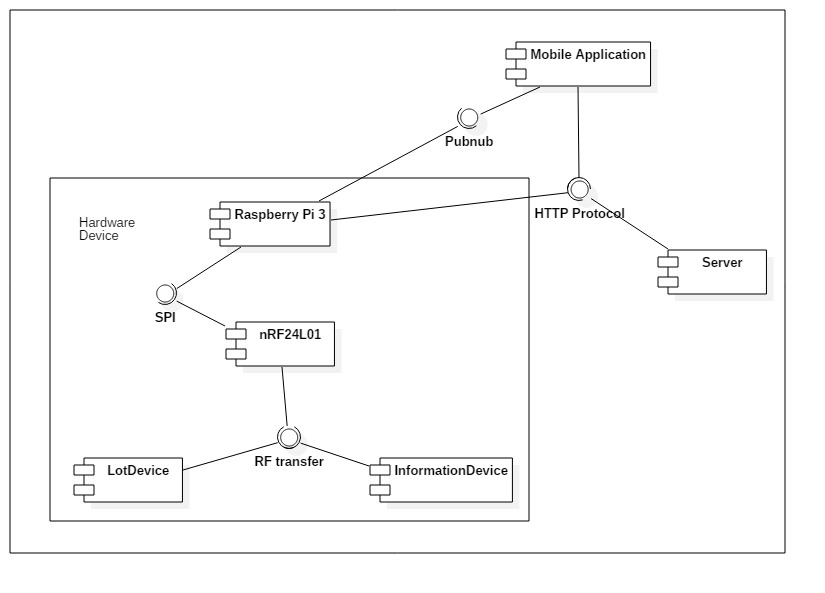 Mobile Application
Pubnub
HTTP Protocol
Raspberry Pi 3
Hardware
Device
Server
SPI
nRF24L01
RF transfer
LotDevice
InformationDevice